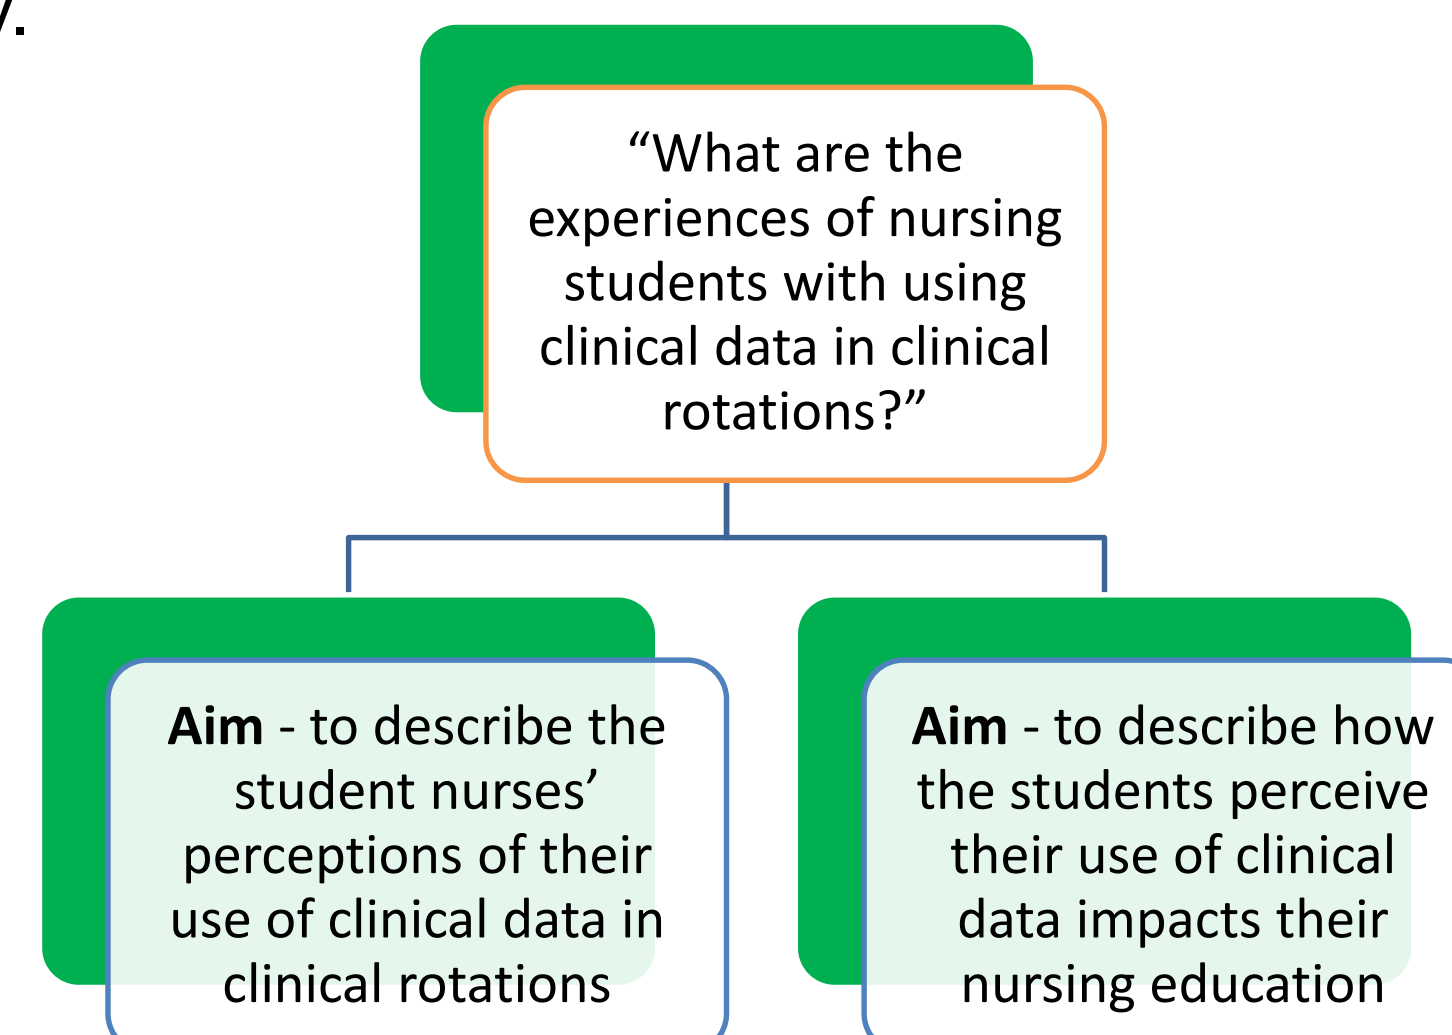 “What are the
experiences of nursing
students with using
clinical data in clinical
rotations?”
Aim - to describe the
student nurses’
perceptions of their
use of clinical data in
clinical rotations
Aim - to describe how
the students perceive
their use of clinical
data impacts their
nursing education